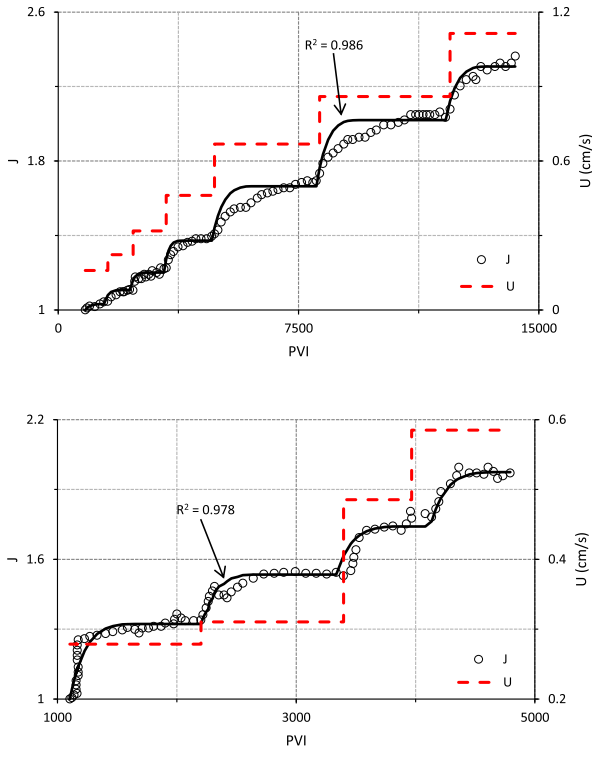 2.6
1.2
R² = 0.986
J
1.8
0.6
U (cm/s)
J
U
1
0
0
7500
15000
PVI
2.2
0.6
R² = 0.978
J
1.6
0.4
U (cm/s)
J
U
1
0.2
1000
3000
5000
PVI